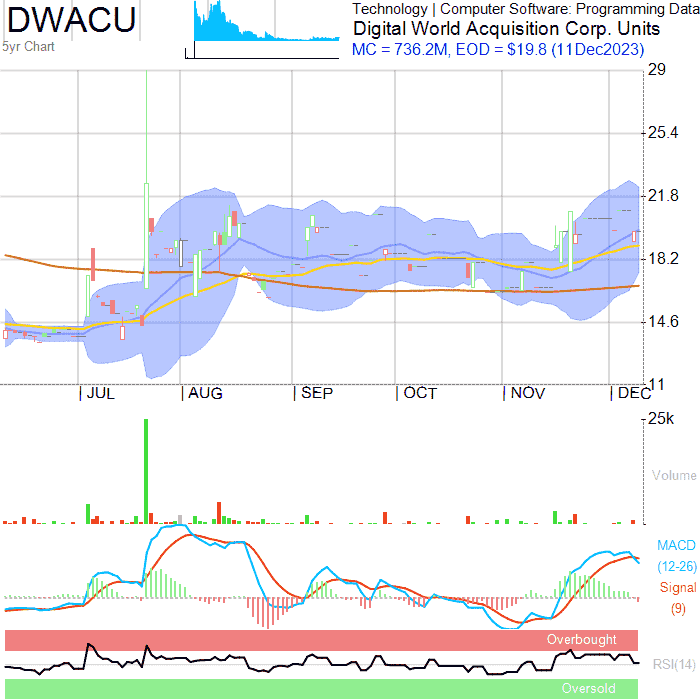 DWACU
5yr Chart
Technology | Computer Software: Programming Data
Digital World Acquisition Corp. Units
MC = 736.2M, EOD = $19.8 (11Dec2023)
29
25.4
21.8
18.2
14.6
11
JUL
AUG
SEP
OCT
NOV
DEC
25k
Volume
MACD
(12-26)
Signal
(9)
Overbought
RSI(14)
Oversold